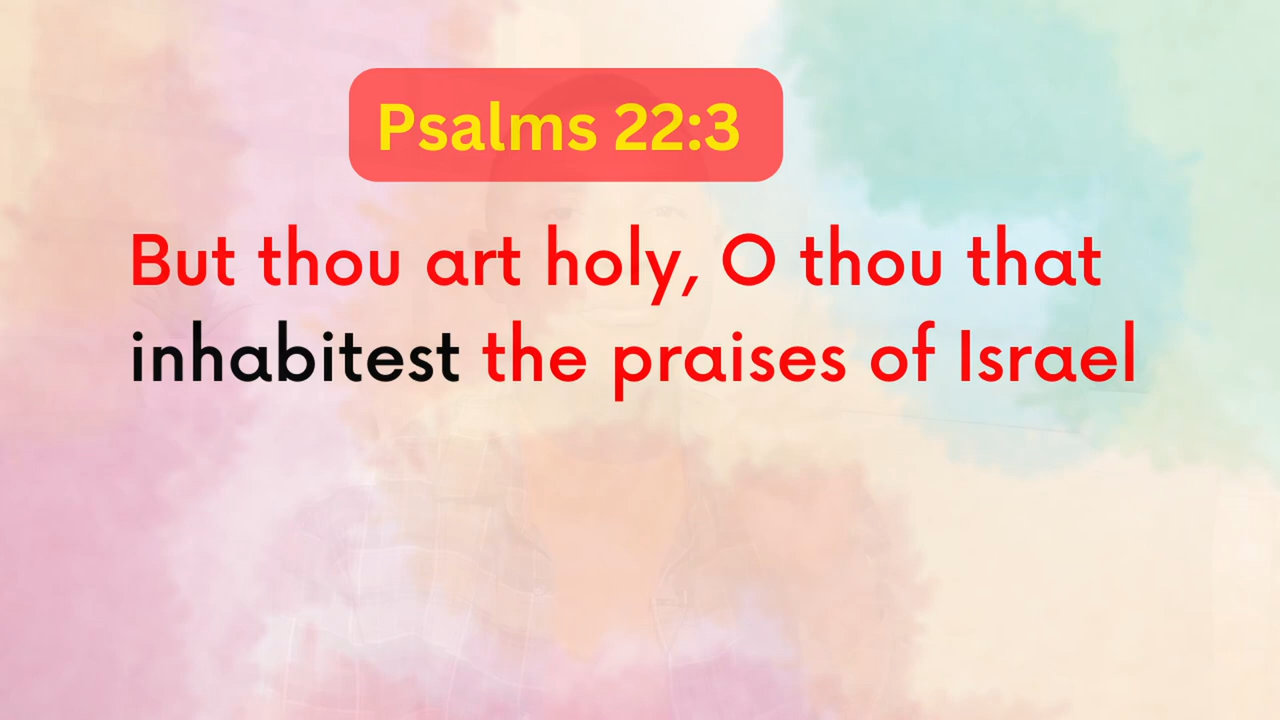 Psalms 22:3
But thou art holy, O thou that
inhabitest the praises of Israel